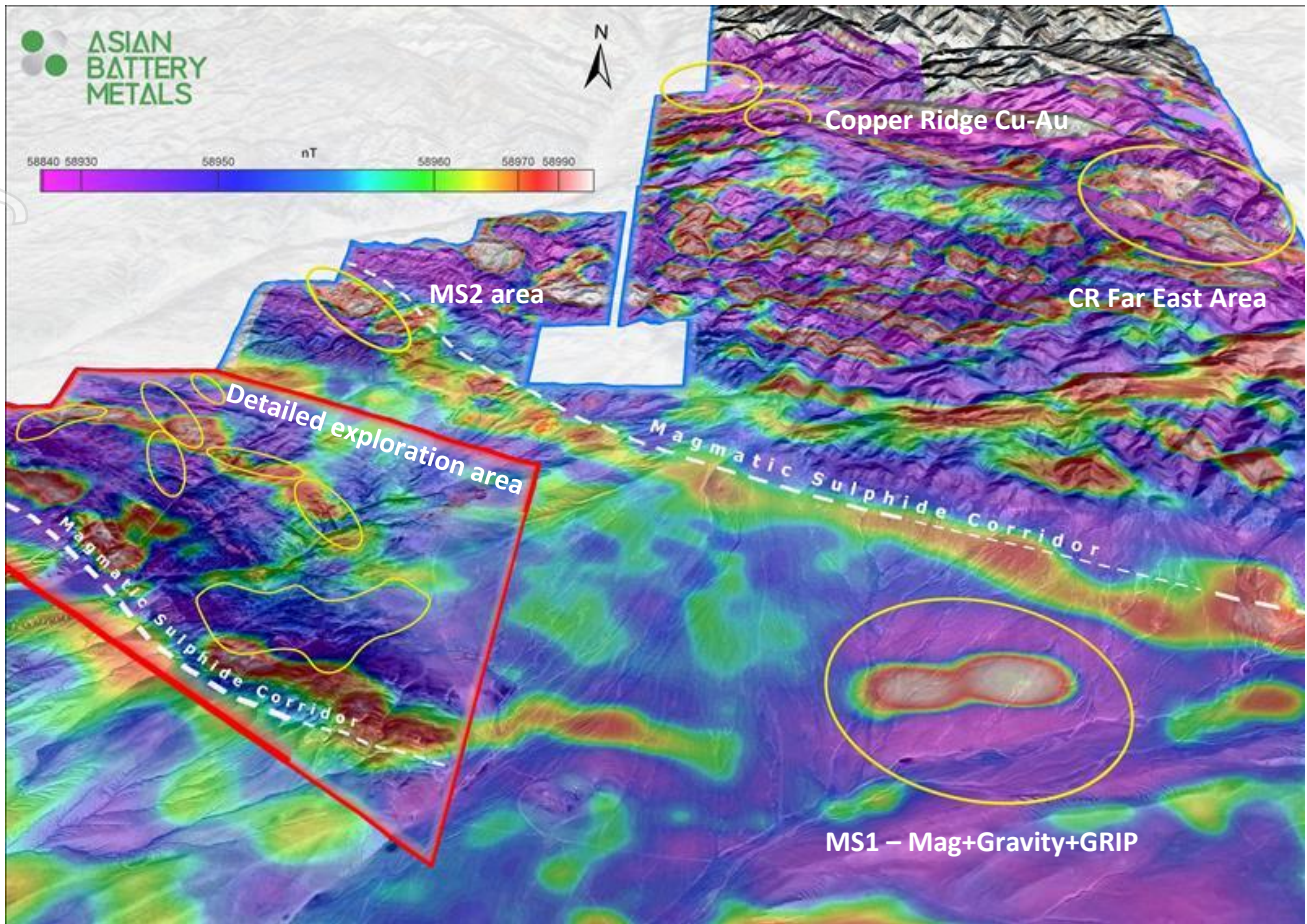 ASIAN
BATTERY
METALS
N
nT
58840 58930 58950 58960 58970 58990
Copper Ridge Cu-Au
MS2 area
CR Far East Area
Detailed exploration area
Magmatic Sulphide Corridor
Magmatic Sulphide Corridor
MS1 – Mag+Gravity+GRIP